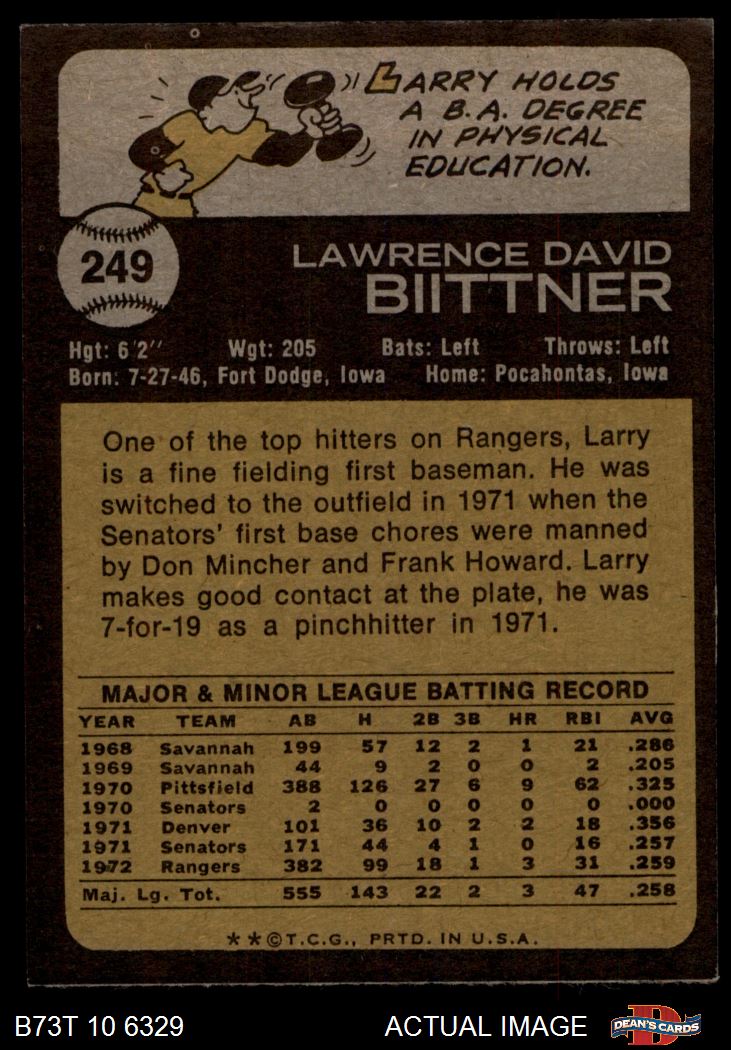 LARRY HOLDS
A B.A. DEGREE
IN PHYSICAL
EDUCATION.
249
LAWRENCE DAVID
BIITTNER
Hgt: 6'2" Wgt: 205 Bats: Left Throws: Left
Born: 7-27-46, Fort Dodge, Iowa Home: Pocahontas, Iowa
One of the top hitters on Rangers, Larry
is a fine fielding first baseman. He was
switched to the outfield in 1971 when the
Senators' first base chores were manned
by Don Mincher and Frank Howard. Larry
makes good contact at the plate, he was
7-for-19 as a pinchhitter in 1971.
MAJOR & MINOR LEAGUE BATTING RECORD
YEAR TEAM AB H 2B 3B HR RBI AVG
1968 Savannah 199 57 12 2 1 21 .286
1969 Savannah 44 9 2 0 0 2 .205
1970 Pittsfield 388 126 27 6 9 62 .325
1970 Senators 2 0 0 0 0 0 .000
1971 Denver 101 36 10 2 2 18 .356
1971 Senators 171 44 4 1 0 16 .257
1972 Rangers 382 99 18 1 3 31 .259
Maj. Lg. Tot. 555 143 22 2 3 47 .258
**©T.C.G., PRTD. IN U.S.A.
B73T 10 6329 ACTUAL IMAGE
D
DEAN'S CARDS